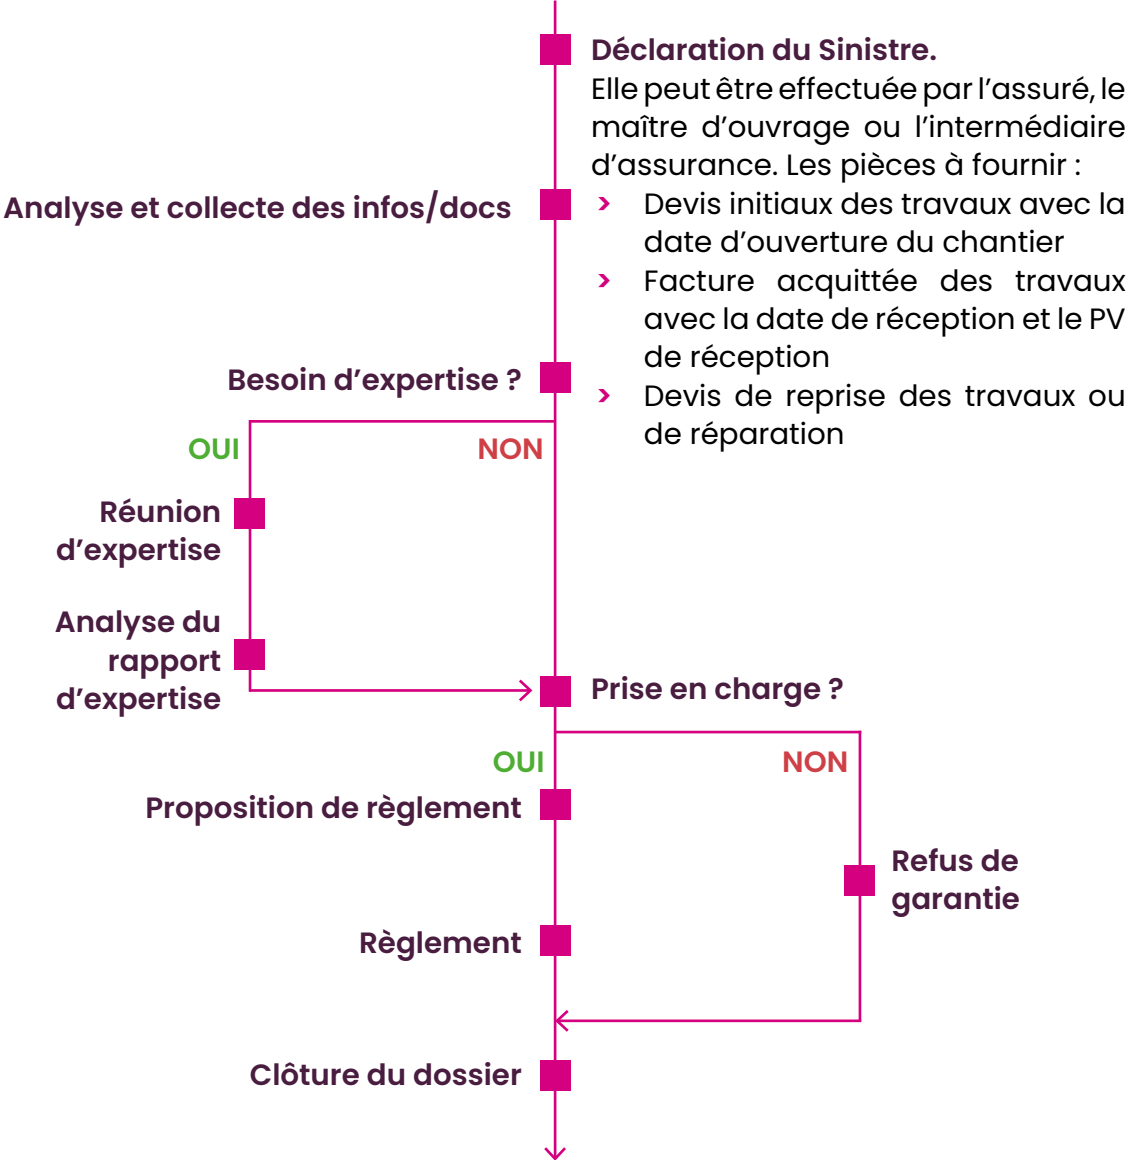 Déclaration du Sinistre.
Elle peut être effectuée par l’assuré, le
maître d’ouvrage ou l’intermédiaire
d’assurance. Les pièces à fournir :
Analyse et collecte des infos/docs
> Devis initiaux des travaux avec la
date d’ouverture du chantier
> Facture acquittée des travaux
avec la date de réception et le PV
de réception
> Devis de reprise des travaux ou
de réparation
Besoin d’expertise ?
OUI
NON
Réunion
d’expertise
Analyse du
rapport
d’expertise
Prise en charge ?
OUI
NON
Proposition de règlement
Refus de
garantie
Règlement
Clôture du dossier